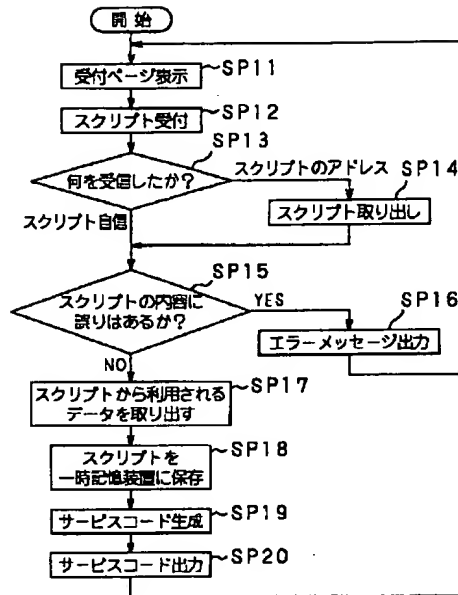 開始
受付ページ表示
SP11
スクリプト受付
SP12
SP13
何を受信したか?
スクリプトのアドレス
SP14
スクリプト取り出し
スクリプト自信
SP15
スクリプトの内容に
誤りはあるか?
YES
SP16
エラーメッセージ出力
NO
SP17
スクリプトから利用される
データを取り出す
SP18
スクリプトを
一時記憶装置に保存
サービスコード生成
SP19
サービスコード出力
SP20